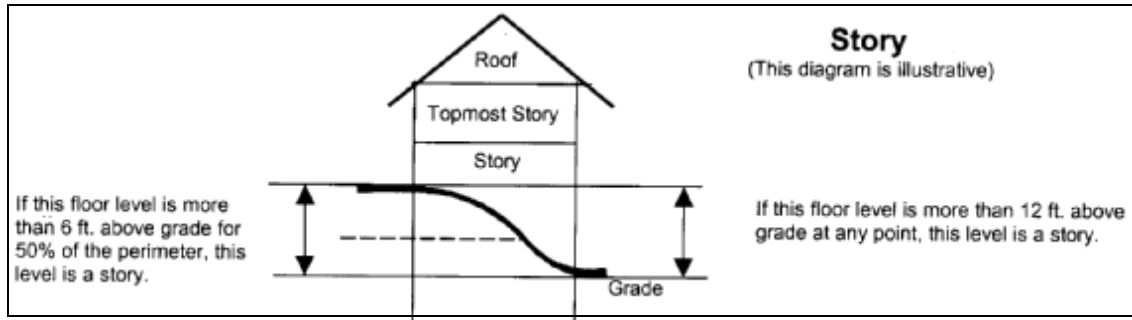 Story
(This diagram is illustrative)
Roof
Topmost Story
Story
If this floor level is more
than 6 ft. above grade for
50% of the perimeter, this
level is a story.
If this floor level is more than 12 ft. above
grade at any point, this level is a story.
Grade